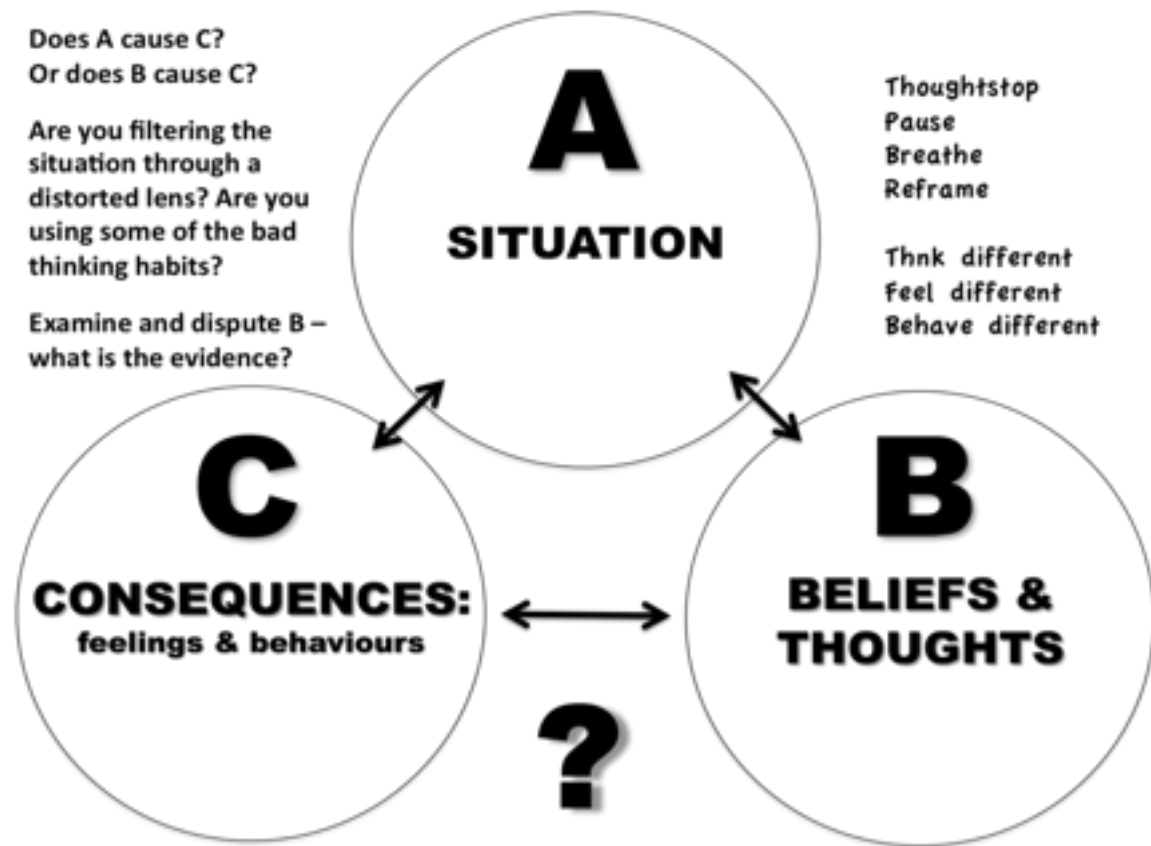 Does A cause C?
Or does B cause C?
Are you filtering the
situation through a
distorted lens? Are you
using some of the bad
thinking habits?
Examine and dispute B –
what is the evidence?
A
SITUATION
Thoughtstop
Pause
Breathe
Reframe
Thnk different
Feel different
Behave different
C
CONSEQUENCES:
feelings & behaviours
B
BELIEFS &
THOUGHTS
?